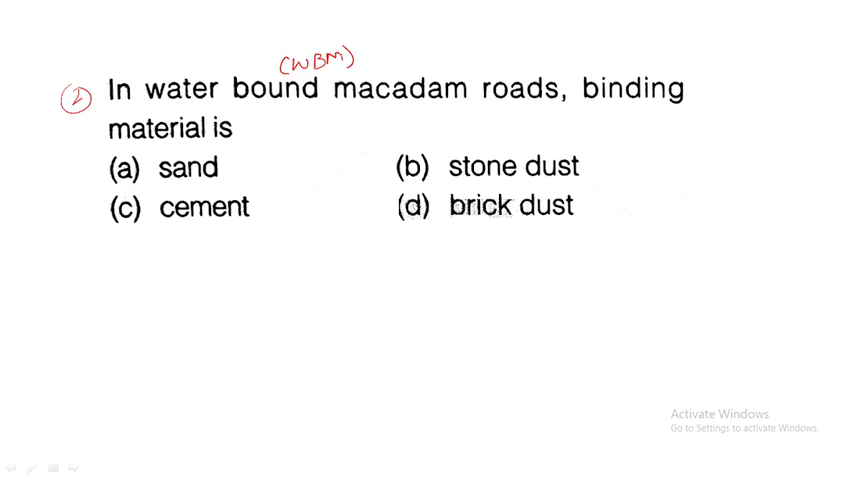 (WBM)
② In water bound macadam roads, binding
material is
(a) sand (b) stone dust
(c) cement (d) brick dust
Activate Windows
Go to Settings to activate Windows.